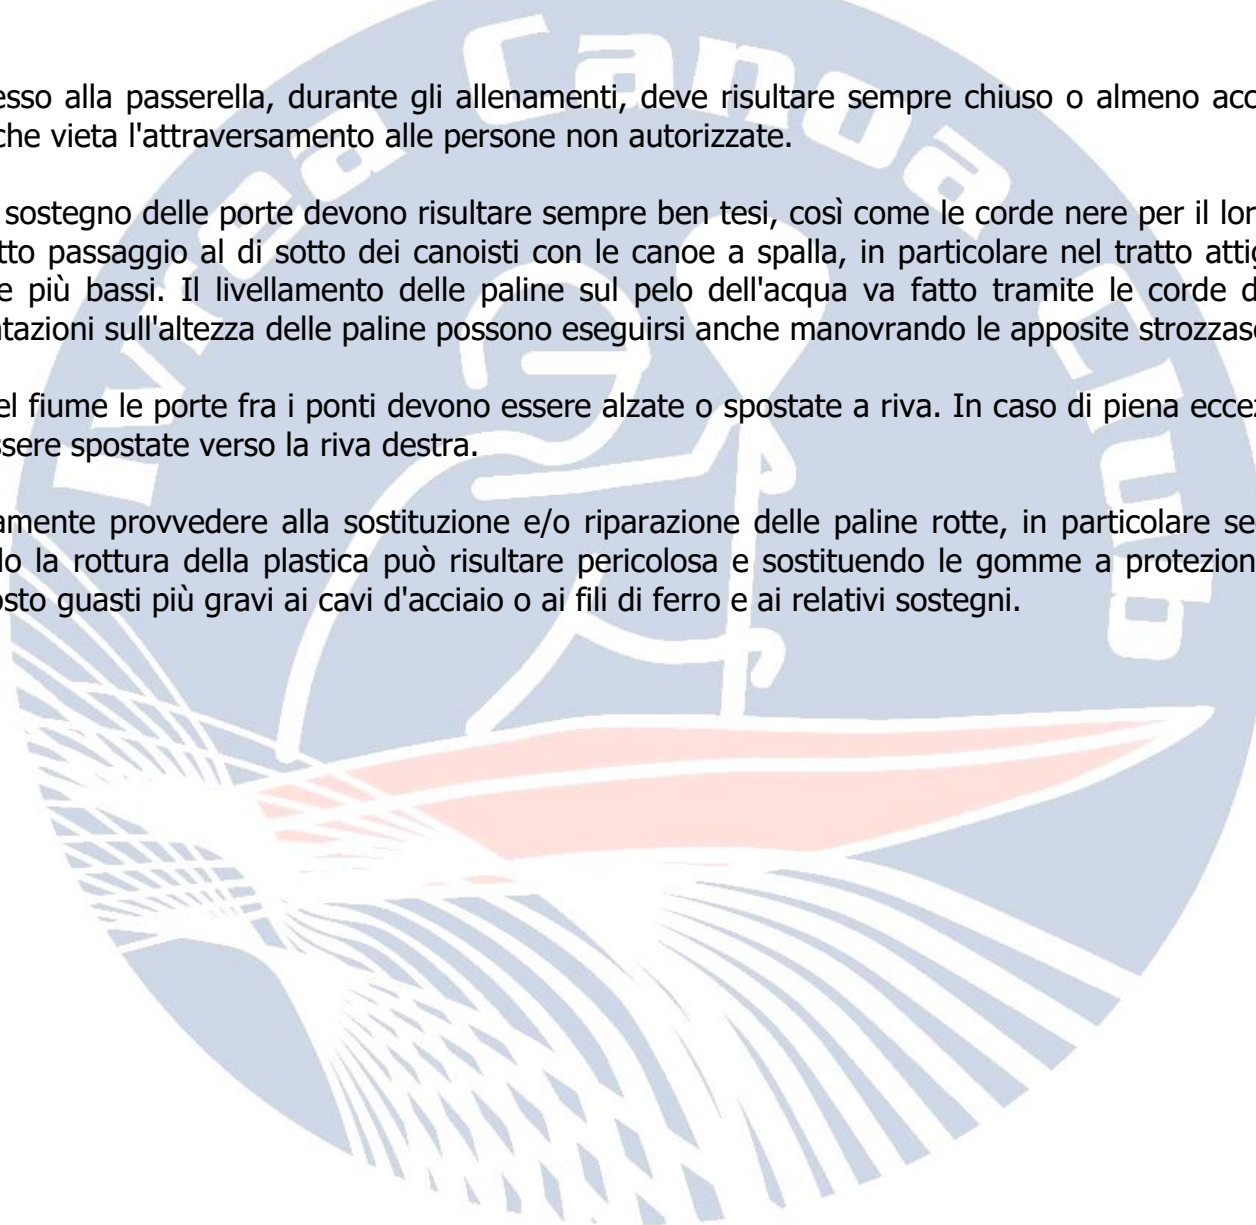 Ivrea Canoa Club
esso alla passerella, durante gli allenamenti, deve risultare sempre chiuso o almeno acc
che vieta l'attraversamento alle persone non autorizzate.
sostegno delle porte devono risultare sempre ben tesi, così come le corde nere per il lor
tto passaggio al di sotto dei canoisti con le canoe a spalla, in particolare nel tratto attig
e più bassi. Il livellamento delle paline sul pelo dell'acqua va fatto tramite le corde d
tazioni sull'altezza delle paline possono eseguirsi anche manovrando le apposite strozzaso
el fiume le porte fra i ponti devono essere alzate o spostate a riva. In caso di piena ecce
ssere spostate verso la riva destra.
amente provvedere alla sostituzione e/o riparazione delle paline rotte, in particolare se
do la rottura della plastica può risultare pericolosa e sostituendo le gomme a protezion
osto guasti più gravi ai cavi d'acciaio o ai fili di ferro e ai relativi sostegni.